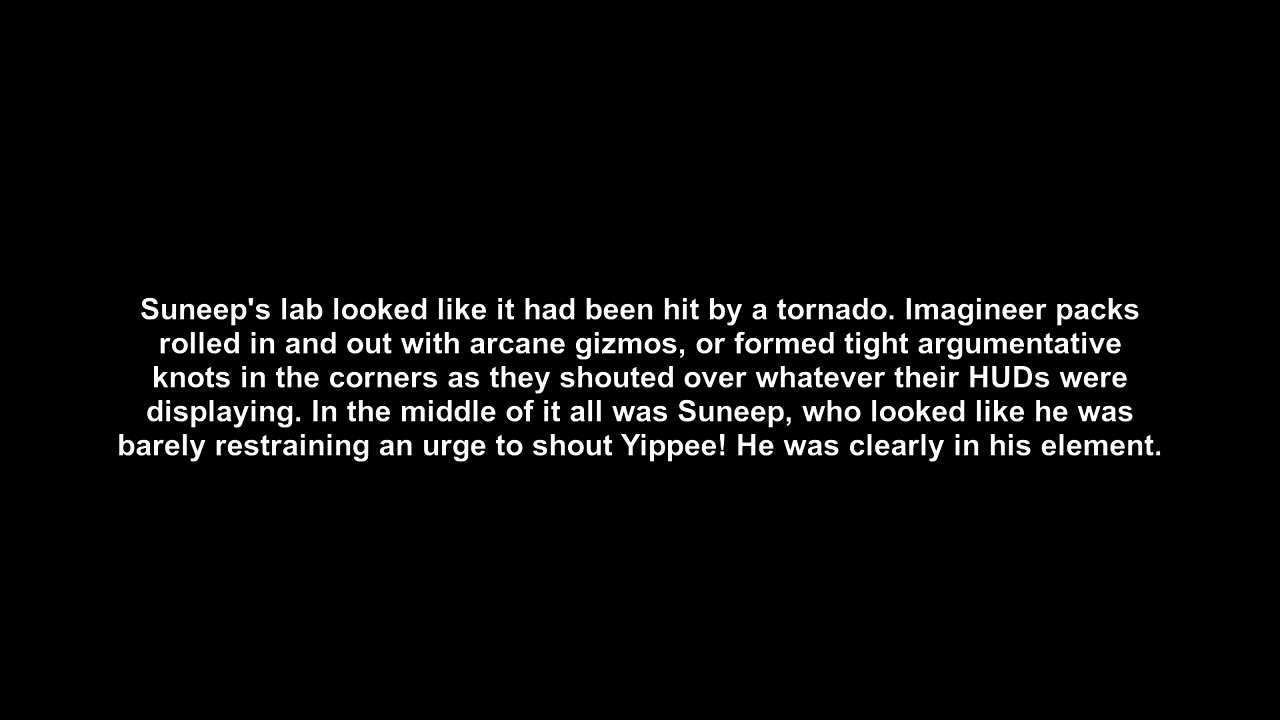 Suneep's lab looked like it had been hit by a tornado. Imagineer packs
rolled in and out with arcane gizmos, or formed tight argumentative
knots in the corners as they shouted over whatever their HUDs were
displaying. In the middle of it all was Suneep, who looked like he was
barely restraining an urge to shout Yippee! He was clearly in his element.